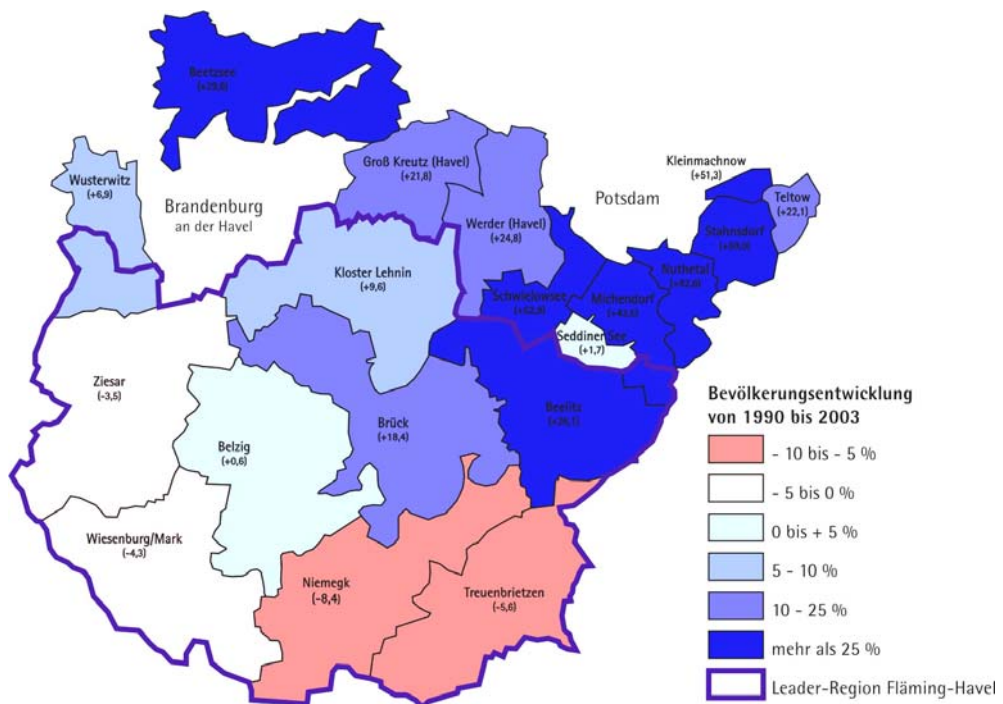 Beetzsee
(+29,6)
Wusterwitz
(+6,9)
Brandenburg
an der Havel
Groß Kreutz (Havel)
(+21,8)
Werder (Havel)
(+24,8)
Potsdam
Kleinmachnow
+51,3)
Teltow
(+22,1)
Stahnsdorf
Nuthetal
Michendorf
Schwielowsee
Seddiner See
(+1,7)
Kloster Lehnin
(+9,6)
Ziesar
(-3,5)
Belzig
(+0,6)
Brück
(+18,4)
Beelitz
Wiesenburg/Mark
(-4,3)
Niemegk
(-8,4)
Treuenbrietzen
(-5,6)
Bevölkerungsentwicklung
von 1990 bis 2003
- 10 bis - 5 %
- 5 bis 0 %
0 bis + 5 %
5 - 10 %
10 - 25 %
mehr als 25 %
Leader-Region Fläming-Havel